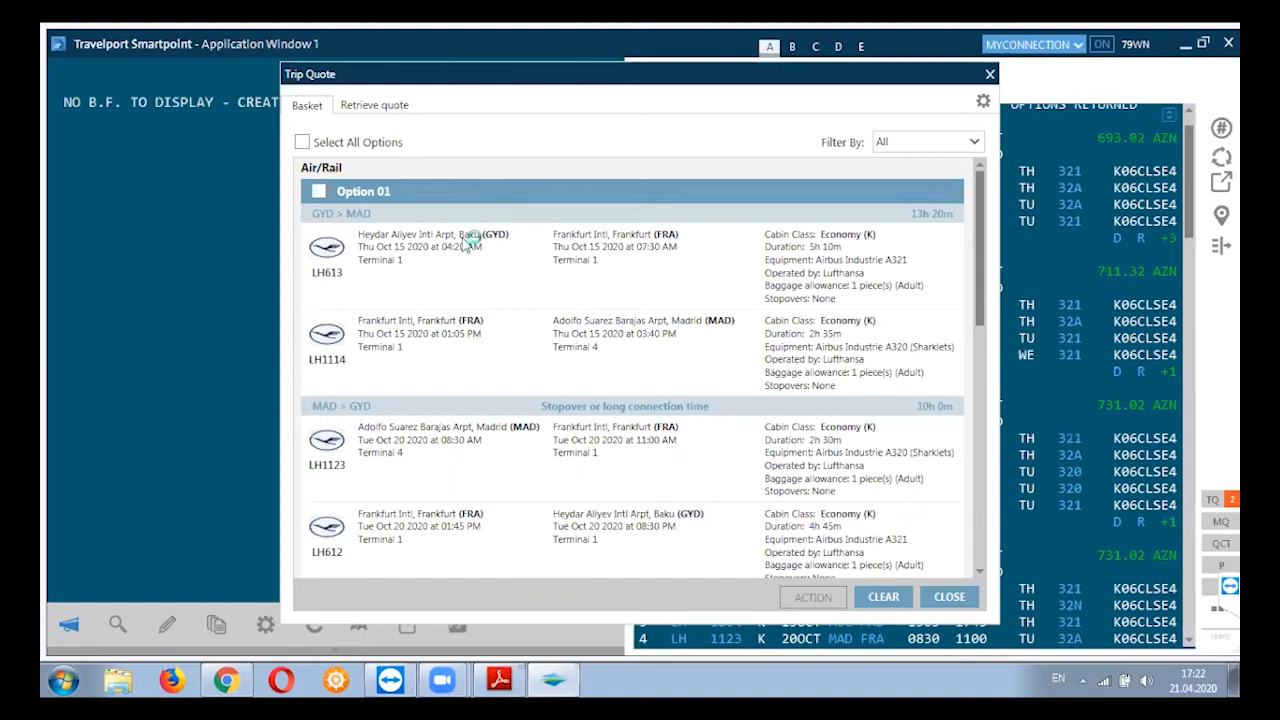 Travelport Smartpoint - Application Window 1
A B C D E
MYCONNECTION ON 79WN
NO B.F. TO DISPLAY - CREAT
Trip Quote
Basket Retrieve quote
Select All Options
Filter By: All
Air/Rail
Option 01
GYD > MAD 13h 20m
Heydar Aliyev Intl Arpt, Baku (GYD) Frankfurt Intl, Frankfurt (FRA) Cabin Class: Economy (K)
Thu Oct 15 2020 at 04:20 AM Thu Oct 15 2020 at 07:30 AM Duration: 5h 10m
Terminal 1 Terminal 1 Equipment: Airbus Industrie A321
LH613 Operated by: Lufthansa
Baggage allowance: 1 piece(s) (Adult)
Stopovers: None
Frankfurt Intl, Frankfurt (FRA) Adolfo Suarez Barajas Arpt, Madrid (MAD) Cabin Class: Economy (K)
Thu Oct 15 2020 at 01:05 PM Thu Oct 15 2020 at 03:40 PM Duration: 2h 35m
Terminal 1 Terminal 4 Equipment: Airbus Industrie A320 (Sharklets)
LH1114 Operated by: Lufthansa
Baggage allowance: 1 piece(s) (Adult)
Stopovers: None
MAD > GYD Stopover or long connection time 10h 0m
Adolfo Suarez Barajas Arpt, Madrid (MAD) Frankfurt Intl, Frankfurt (FRA) Cabin Class: Economy (K)
Tue Oct 20 2020 at 08:30 AM Tue Oct 20 2020 at 11:00 AM Duration: 2h 30m
Terminal 4 Terminal 1 Equipment: Airbus Industrie A320 (Sharklets)
LH1123 Operated by: Lufthansa
Baggage allowance: 1 piece(s) (Adult)
Stopovers: None
Frankfurt Intl, Frankfurt (FRA) Heydar Aliyev Intl Arpt, Baku (GYD) Cabin Class: Economy (K)
Tue Oct 20 2020 at 01:45 PM Tue Oct 20 2020 at 08:30 PM Duration: 4h 45m
Terminal 1 Terminal 1 Equipment: Airbus Industrie A321
LH612 Operated by: Lufthansa
Baggage allowance: 1 piece(s) (Adult)
ACTION CLEAR CLOSE
OPTIONS RETURNED
693.02 AZN
TH 321 K06CLSE4
TH 32A K06CLSE4
TU 32A K06CLSE4
TU 321 K06CLSE4
D R +3
711.32 AZN
TH 321 K06CLSE4
TH 32A K06CLSE4
TU 321 K06CLSE4
WE 321 K06CLSE4
D R +1
731.02 AZN
TH 321 K06CLSE4
TH 32A K06CLSE4
TU 320 K06CLSE4
TU 320 K06CLSE4
TU 321 K06CLSE4
D R +1
731.02 AZN
TH 321 K06CLSE4
TH 32N K06CLSE4
4 LH 1123 K 20OCT MAD FRA 0830 1100 TU 32A K06CLSE4
TQ 2
MQ
QCT
P
ready
EN 17:22
21.04.2020